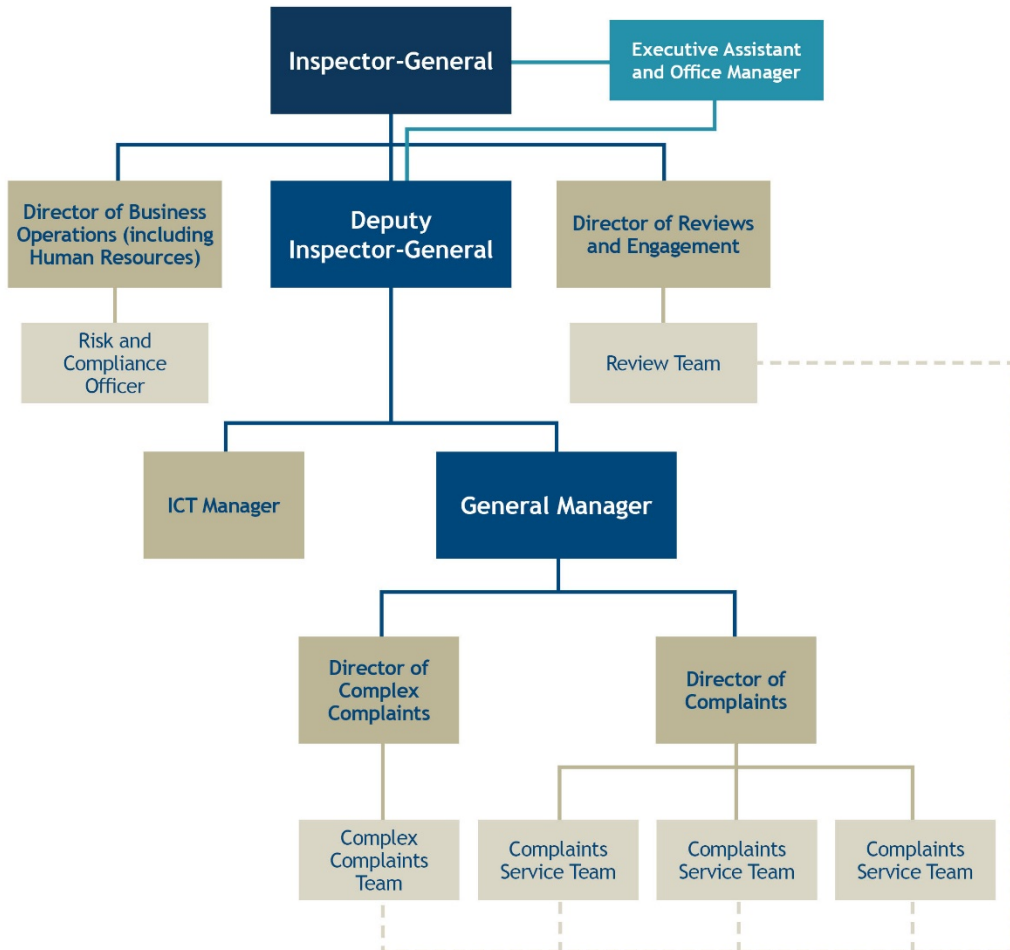 Inspector-General
Executive Assistant
and Office Manager
Director of Business
Operations (including
Human Resources)
Deputy
Inspector-General
Director of Reviews
and Engagement
Risk and
Compliance
Officer
Review Team
ICT Manager
General Manager
Director of
Complex
Complaints
Director of
Complaints
Complex
Complaints
Team
Complaints
Service Team
Complaints
Service Team
Complaints
Service Team